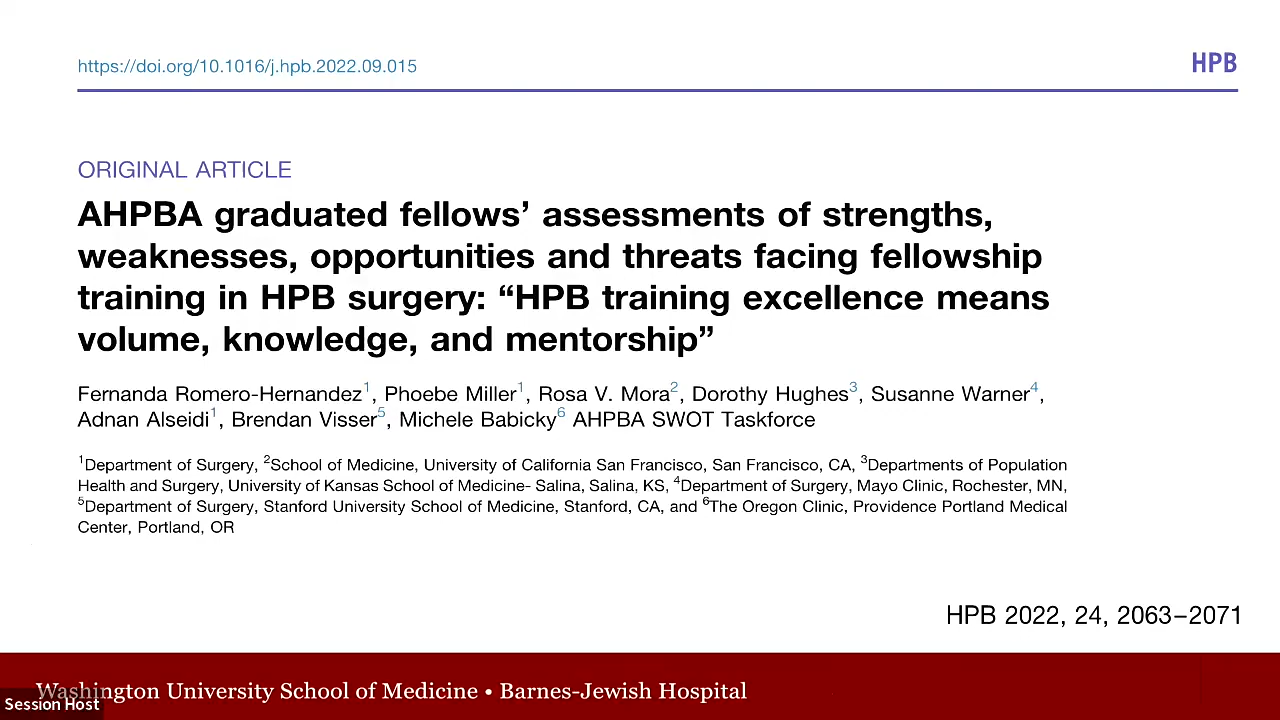 https://doi.org/10.1016/j.hpb.2022.09.015
HPB
ORIGINAL ARTICLE
AHPBA graduated fellows’ assessments of strengths,
weaknesses, opportunities and threats facing fellowship
training in HPB surgery: “HPB training excellence means
volume, knowledge, and mentorship”
Fernanda Romero-Hernandez1, Phoebe Miller1, Rosa V. Mora2, Dorothy Hughes3, Susanne Warner4,
Adnan Alseidi1, Brendan Visser5, Michele Babicky6 AHPBA SWOT Taskforce
1Department of Surgery, 2School of Medicine, University of California San Francisco, San Francisco, CA, 3Departments of Population
Health and Surgery, University of Kansas School of Medicine- Salina, Salina, KS, 4Department of Surgery, Mayo Clinic, Rochester, MN,
5Department of Surgery, Stanford University School of Medicine, Stanford, CA, and 6The Oregon Clinic, Providence Portland Medical
Center, Portland, OR
HPB 2022, 24, 2063–2071
Washington University School of Medicine • Barnes-Jewish Hospital
Session Host